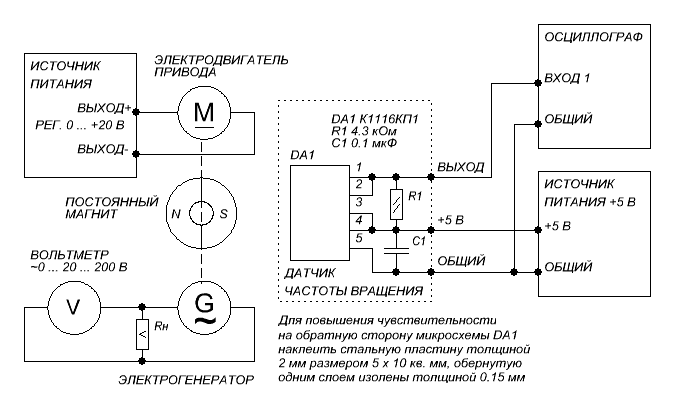 ИСТОЧНИК
ПИТАНИЯ
ВЫХОД+
РЕГ. 0 ... +20 В
ВЫХОД-
ЭЛЕКТРОДВИГАТЕЛЬ
ПРИВОДА
M
ПОСТОЯННЫЙ
МАГНИТ
N
S
ВОЛЬТМЕТР
~0 ... 20 ... 200 В
V
Rн
<
G
~
ЭЛЕКТРОГЕНЕРАТОР
DA1 К1116КП1
R1 4.3 кОм
C1 0.1 мкФ
DA1
1
2
3
4
5
R1
C1
ДАТЧИК
ЧАСТОТЫ ВРАЩЕНИЯ
ВЫХОД
+5 В
ОБЩИЙ
ОСЦИЛЛОГРАФ
ВХОД 1
ОБЩИЙ
ИСТОЧНИК
ПИТАНИЯ +5 В
+5 В
ОБЩИЙ
Для повышения чувствительности
на обратную сторону микросхемы DA1
наклеить стальную пластину толщиной
2 мм размером 5 х 10 кв. мм, обернутую
одним слоем изолены толщиной 0.15 мм